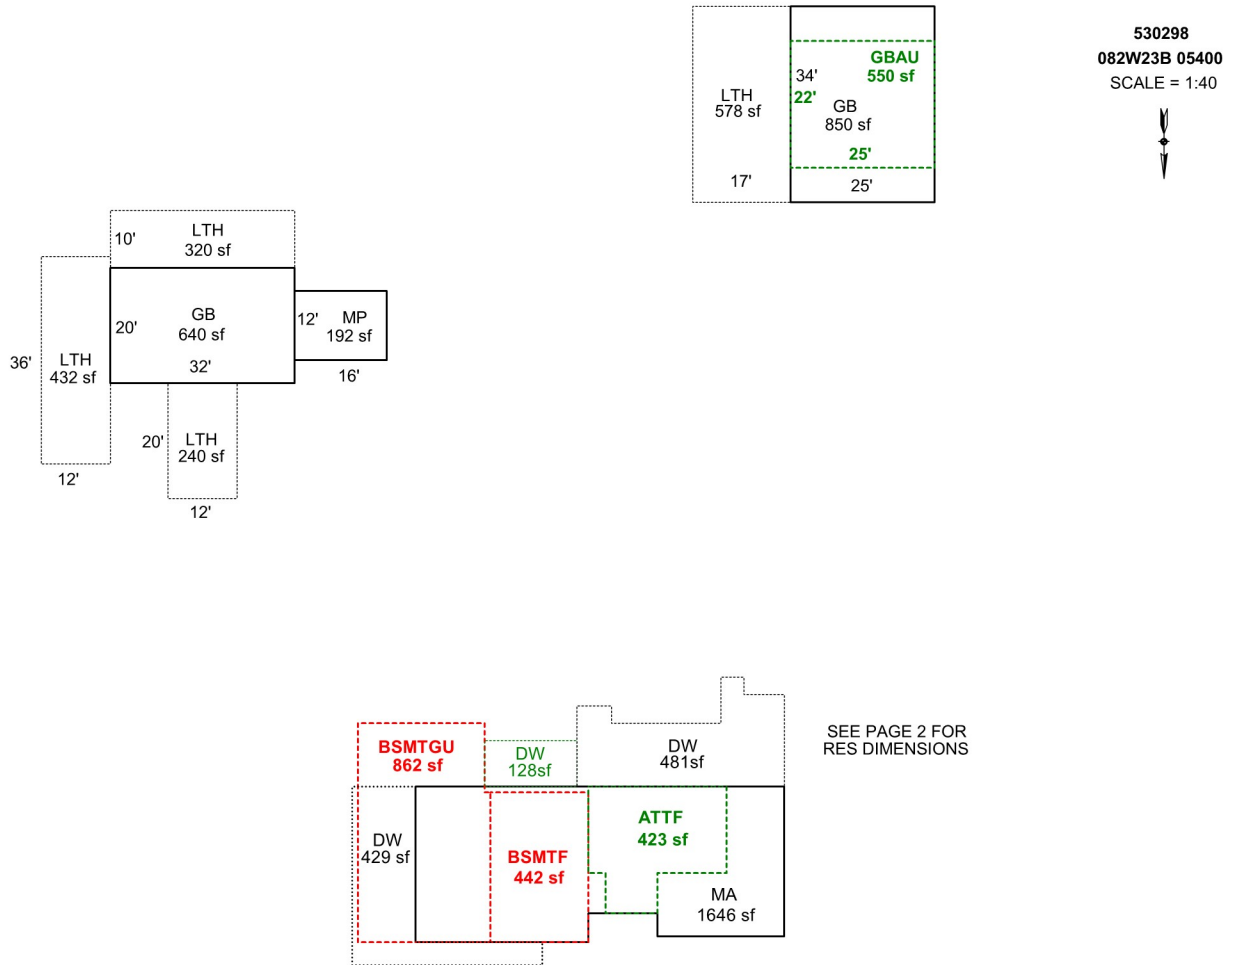 530298
082W23B 05400
SCALE = 1:40
GBAU
550 sf
34'
22'
LTH
578 sf
GB
850 sf
25'
17'
25'
LTH
320 sf
10'
GB
640 sf
20'
32'
12'
MP
192 sf
16'
36'
LTH
432 sf
12'
20'
LTH
240 sf
12'
SEE PAGE 2 FOR
RES DIMENSIONS
BSMTGU
862 sf
DW
128sf
DW
481sf
DW
429 sf
BSMTF
442 sf
ATTF
423 sf
MA
1646 sf